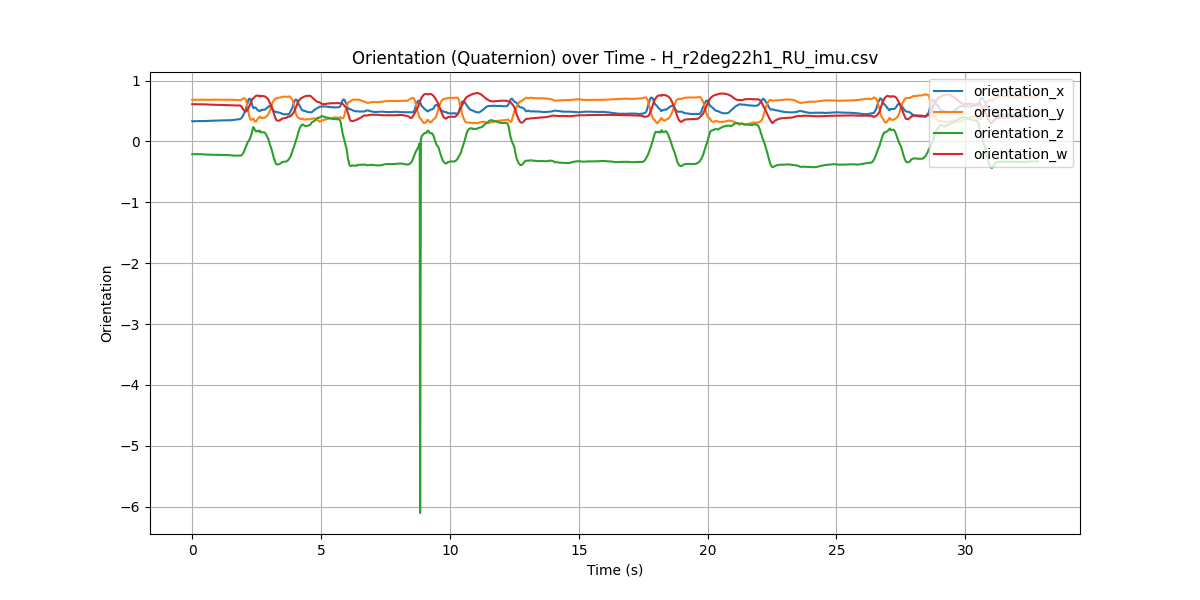 Orientation (Quaternion) over Time - H_r2deg22h1_RU_imu.csv
1
0
−1
−2
−3
−4
−5
−6
Orientation
orientation_x
orientation_y
orientation_z
orientation_w
0 5 10 15 20 25 30
Time (s)